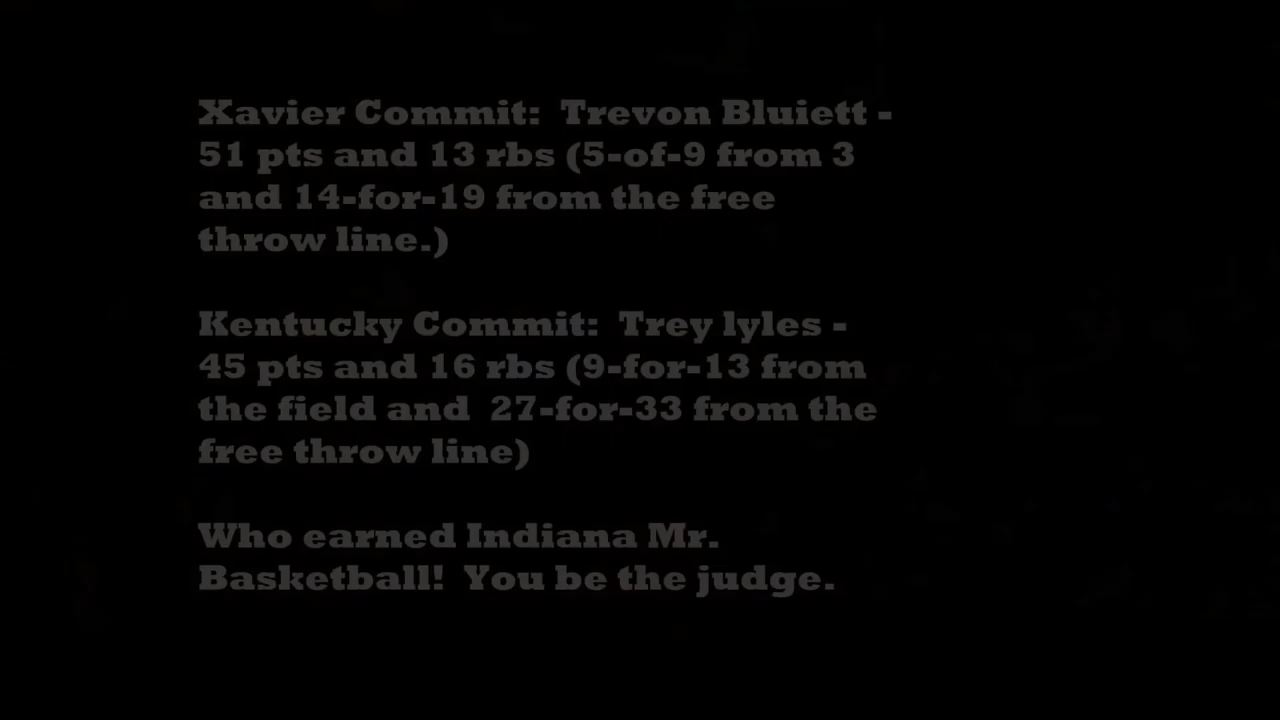 Xavier Commit:  Trevon Bluiett -
51 pts and 13 rbs (5-of-9 from 3
and 14-for-19 from the free
throw line.)
Kentucky Commit:  Trey lyles -
45 pts and 16 rbs (9-for-13 from
the field and  27-for-33 from the
free throw line)
Who earned Indiana Mr.
Basketball!  You be the judge.